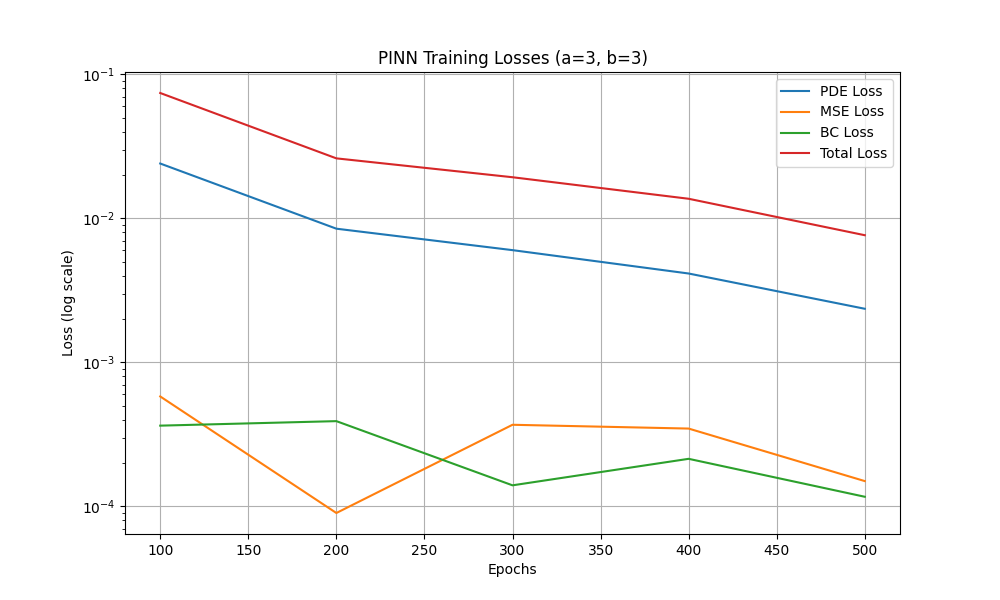 PINN Training Losses (a=3, b=3)
PDE Loss
MSE Loss
BC Loss
Total Loss
Loss (log scale)
10⁻¹
10⁻²
10⁻³
10⁻⁴
100 150 200 250 300 350 400 450 500
Epochs